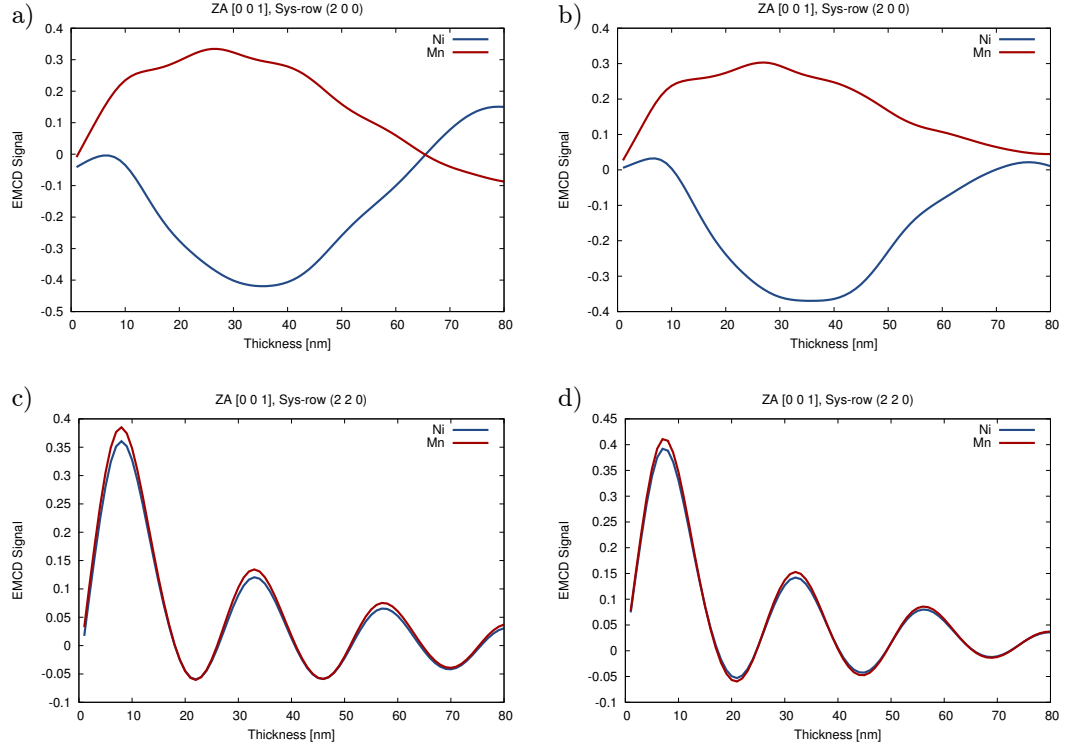 a)
ZA [0 0 1], Sys-row (2 0 0)
Ni
Mn
0.4
0.3
0.2
0.1
0
-0.1
-0.2
-0.3
-0.4
-0.5
EMCD Signal
0 10 20 30 40 50 60 70 80
Thickness [nm]
b)
ZA [0 0 1], Sys-row (2 0 0)
Ni
Mn
0.4
0.3
0.2
0.1
0
-0.1
-0.2
-0.3
-0.4
EMCD Signal
0 10 20 30 40 50 60 70 80
Thickness [nm]
c)
ZA [0 0 1], Sys-row (2 2 0)
Ni
Mn
0.4
0.35
0.3
0.25
0.2
0.15
0.1
0.05
0
-0.05
-0.1
EMCD Signal
0 10 20 30 40 50 60 70 80
Thickness [nm]
d)
ZA [0 0 1], Sys-row (2 2 0)
Ni
Mn
0.45
0.4
0.35
0.3
0.25
0.2
0.15
0.1
0.05
0
-0.05
-0.1
EMCD Signal
0 10 20 30 40 50 60 70 80
Thickness [nm]